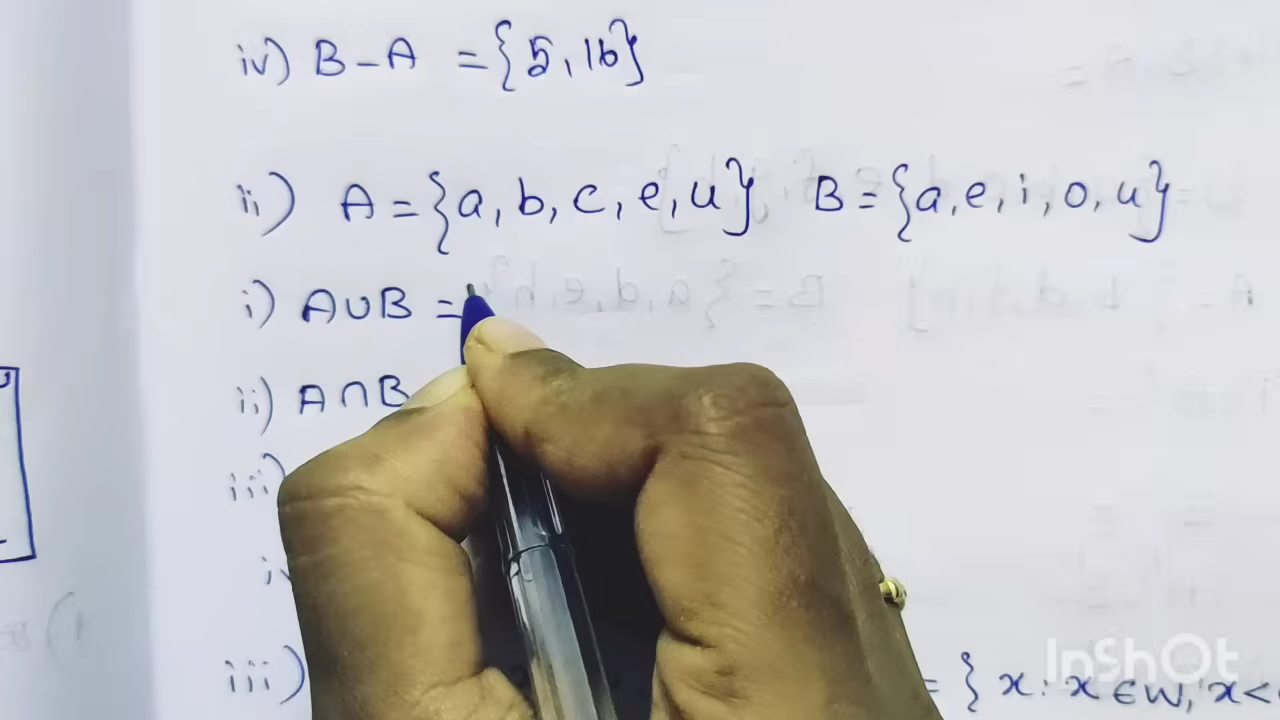 iv) B - A = {5, 16}
ii) A = {a, b, c, e, u} B = {a, e, i, o, u}
i) A∪B =
ii) A∩B
iii)
iii) = {x : x ∈ W, x <
InShOt